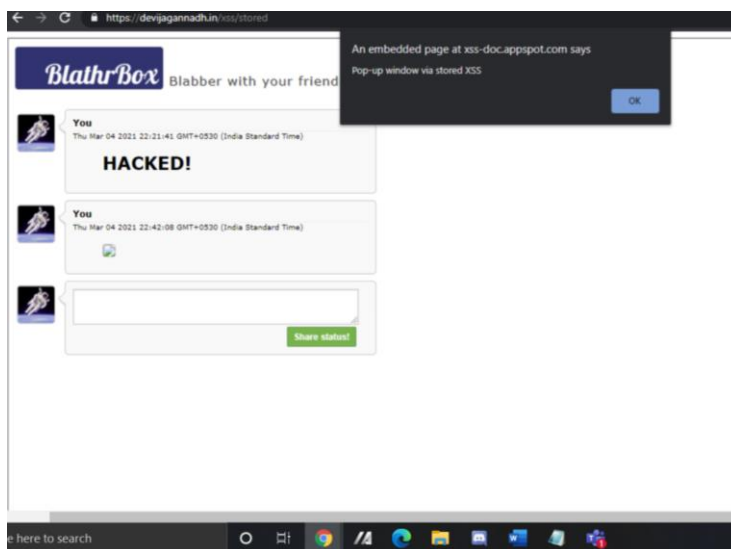 https://devijagannadh.in/xss/stored
An embedded page at xss-doc.appspot.com says
Pop-up window via stored XSS
OK
BlathrBox Blabber with your friend
You
Thu Mar 04 2021 22:21:41 GMT+0530 (India Standard Time)
HACKED!
You
Thu Mar 04 2021 22:42:08 GMT+0530 (India Standard Time)
Share status!
e here to search